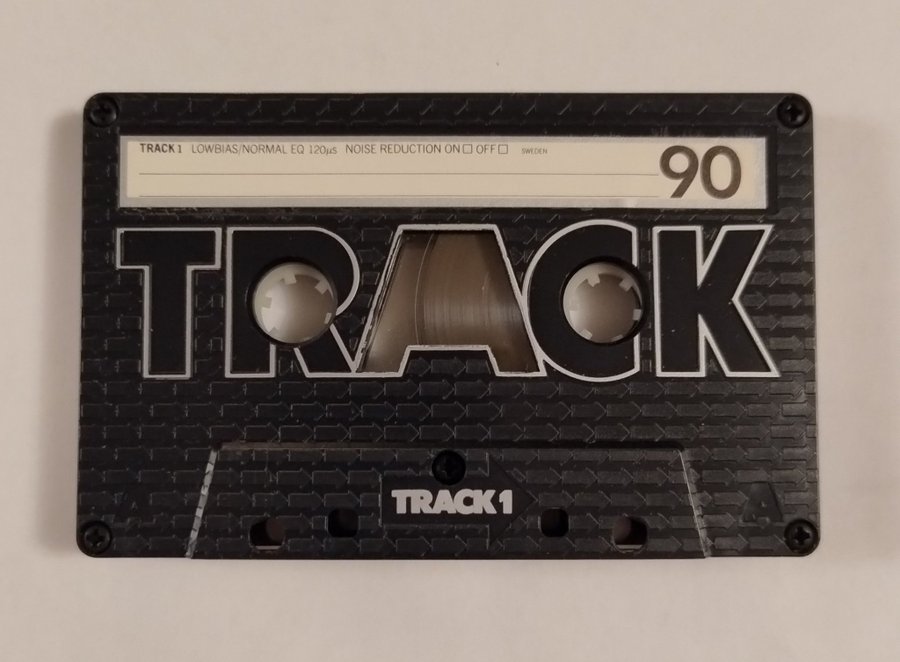 TRACK 1 LOWBIAS/NORMAL EQ 120µs NOISE REDUCTION ON □ OFF □ SWEDEN
90
TRACK
TRACK 1
A A